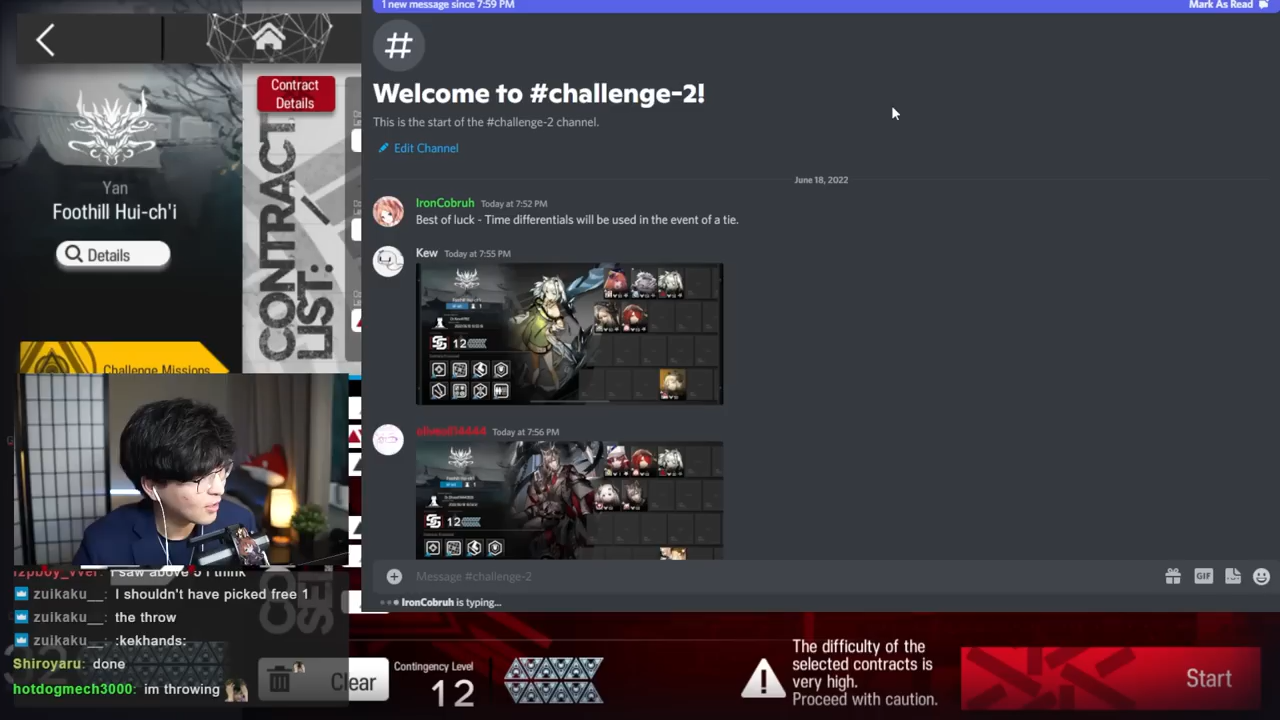 1 new message since 7:59 PM
Mark As Read
Welcome to #challenge-2!
This is the start of the #challenge-2 channel.
Edit Channel
June 18, 2022
IronCobruh Today at 7:52 PM
Best of luck - Time differentials will be used in the event of a tie.
Kew Today at 7:55 PM
12
Today at 7:56 PM
12
Message #challenge-2
GIF
IronCobruh is typing...
Yan
Foothill Hui-ch'i
Details
Contract
Details
CONTRACT
LIST:
Challenge Missions
I saw above 5 I think
zuikaku__: I shouldn't have picked free 1
zuikaku__: the throw
zuikaku__: :kekhands:
Shiroyaru: done
hotdogmech3000: im throwing
Clear
Contingency Level
12
The difficulty of the
selected contracts is
very high.
Proceed with caution.
Start